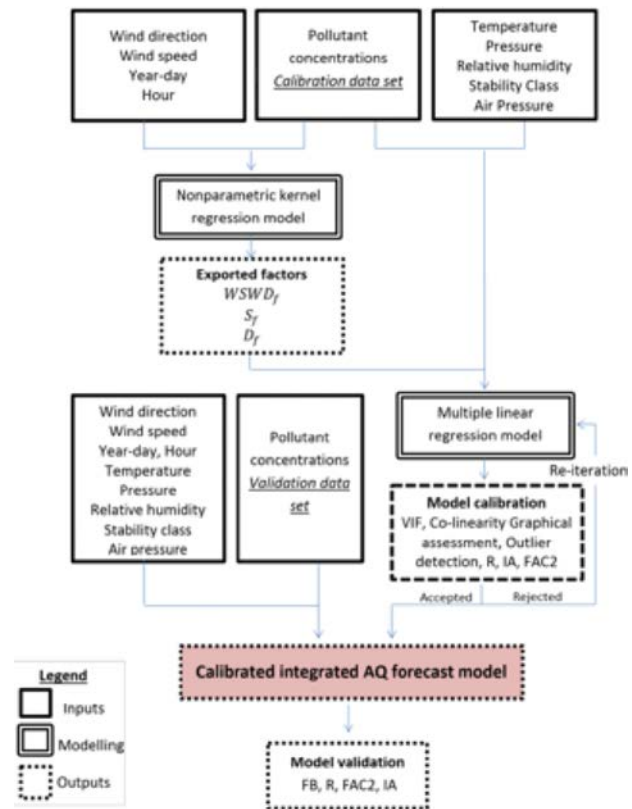 Wind direction
Wind speed
Year-day
Hour
Pollutant
concentrations
Calibration data set
Temperature
Pressure
Relative humidity
Stability Class
Air Pressure
Nonparametric kernel
regression model
Exported factors
WSWD_f
S_f
D_f
Wind direction
Wind speed
Year-day, Hour
Temperature
Pressure
Relative humidity
Stability class
Air pressure
Pollutant
concentrations
Validation data
set
Multiple linear
regression model
Re-iteration
Model calibration
VIF, Co-linearity Graphical
assessment, Outlier
detection, R, IA, FAC2
Accepted
Rejected
Calibrated integrated AQ forecast model
Legend
Inputs
Modelling
Outputs
Model validation
FB, R, FAC2, IA